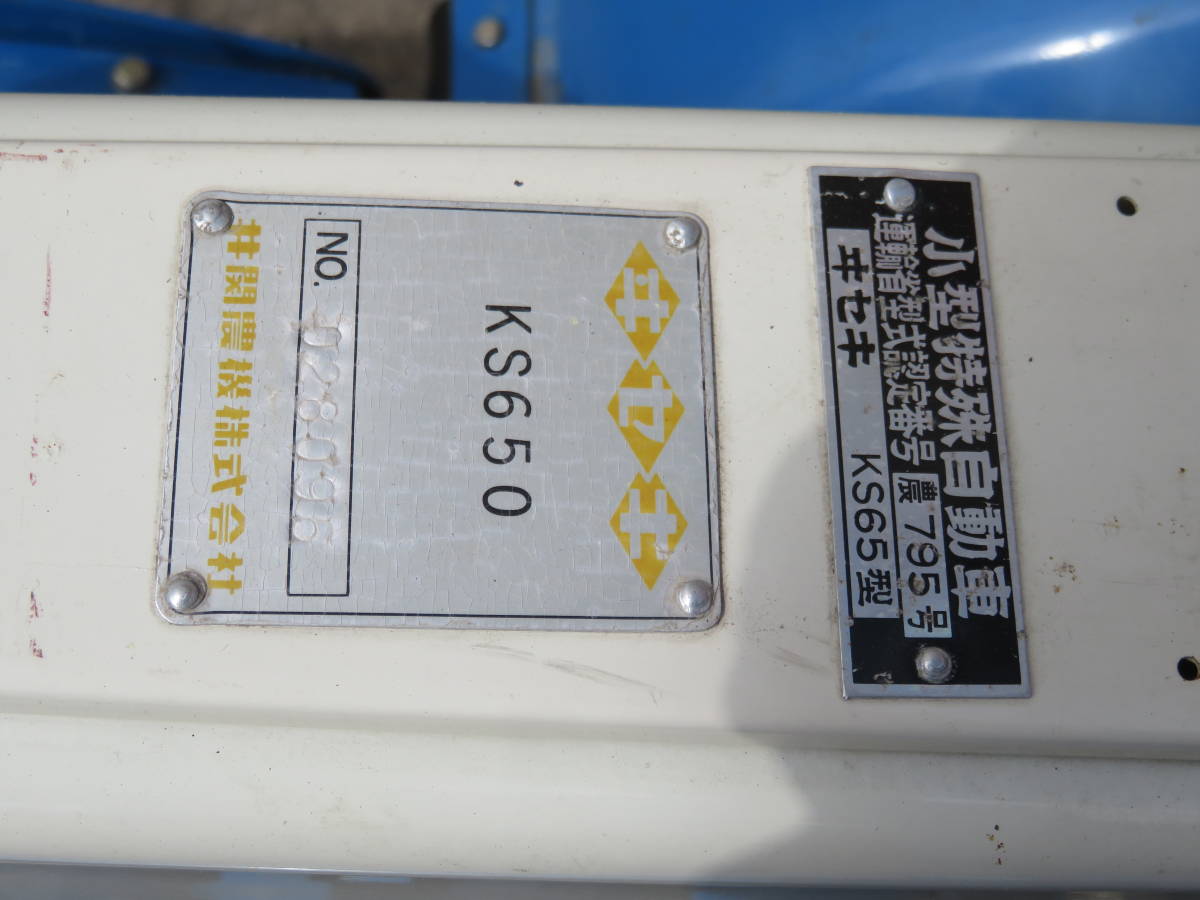 小型特殊自動車
運輸省型式認定番号 農795号
ヰセキ KS65型
ヰセキ
KS650
NO. 028096
井関農機株式会社